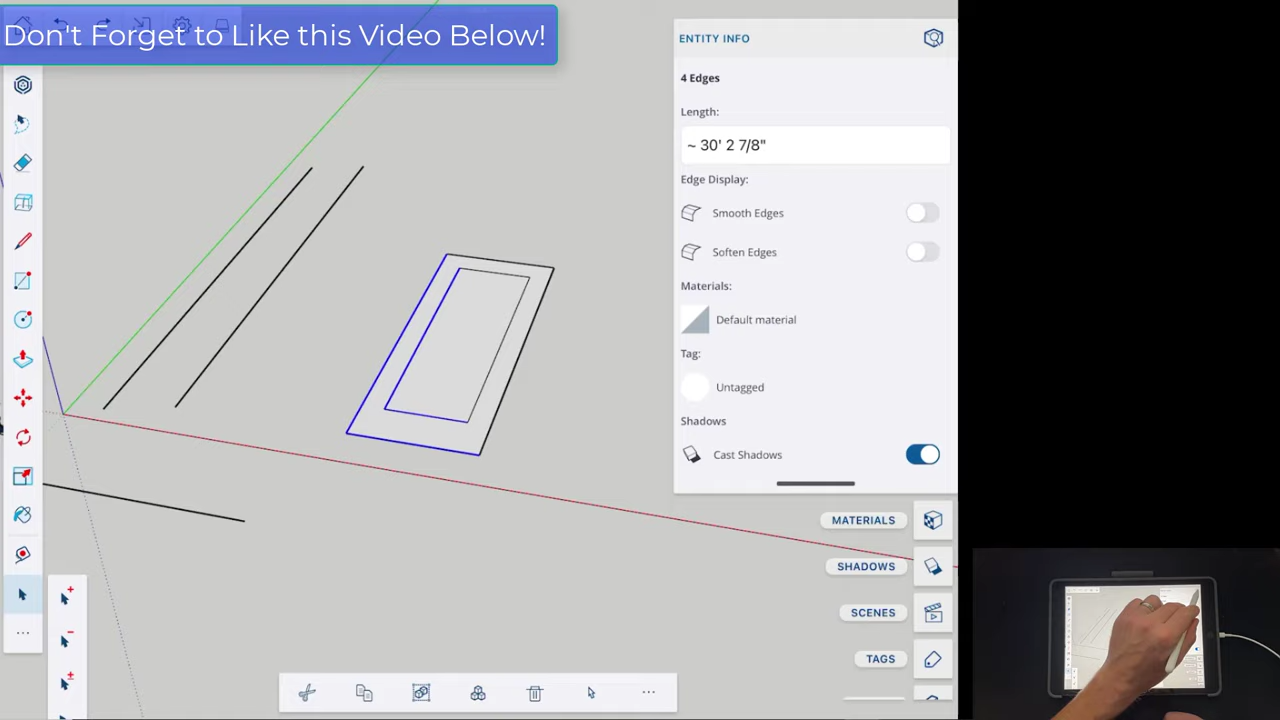 Don't Forget to Like this Video Below!
ENTITY INFO
4 Edges
Length:
~ 30' 2 7/8"
Edge Display:
Smooth Edges
Soften Edges
Materials:
Default material
Tag:
Untagged
Shadows
Cast Shadows
MATERIALS
SHADOWS
SCENES
TAGS